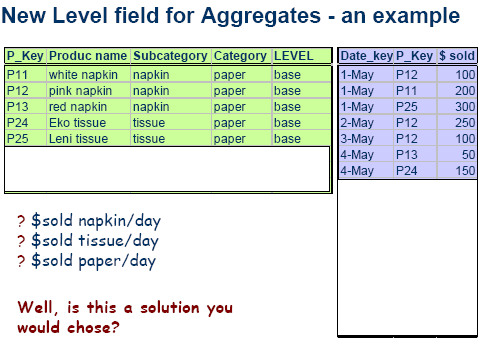 New Level field for Aggregates - an example
P_Key Produc name Subcategory Category LEVEL
P11 white napkin napkin paper base
P12 pink napkin napkin paper base
P13 red napkin napkin paper base
P24 Eko tissue tissue paper base
P25 Leni tissue tissue paper base
Date_key P_Key $ sold
1-May P12 100
1-May P11 200
1-May P25 300
2-May P12 250
3-May P12 100
4-May P13 50
4-May P24 150
? $sold napkin/day
? $sold tissue/day
? $sold paper/day
Well, is this a solution you
would chose?